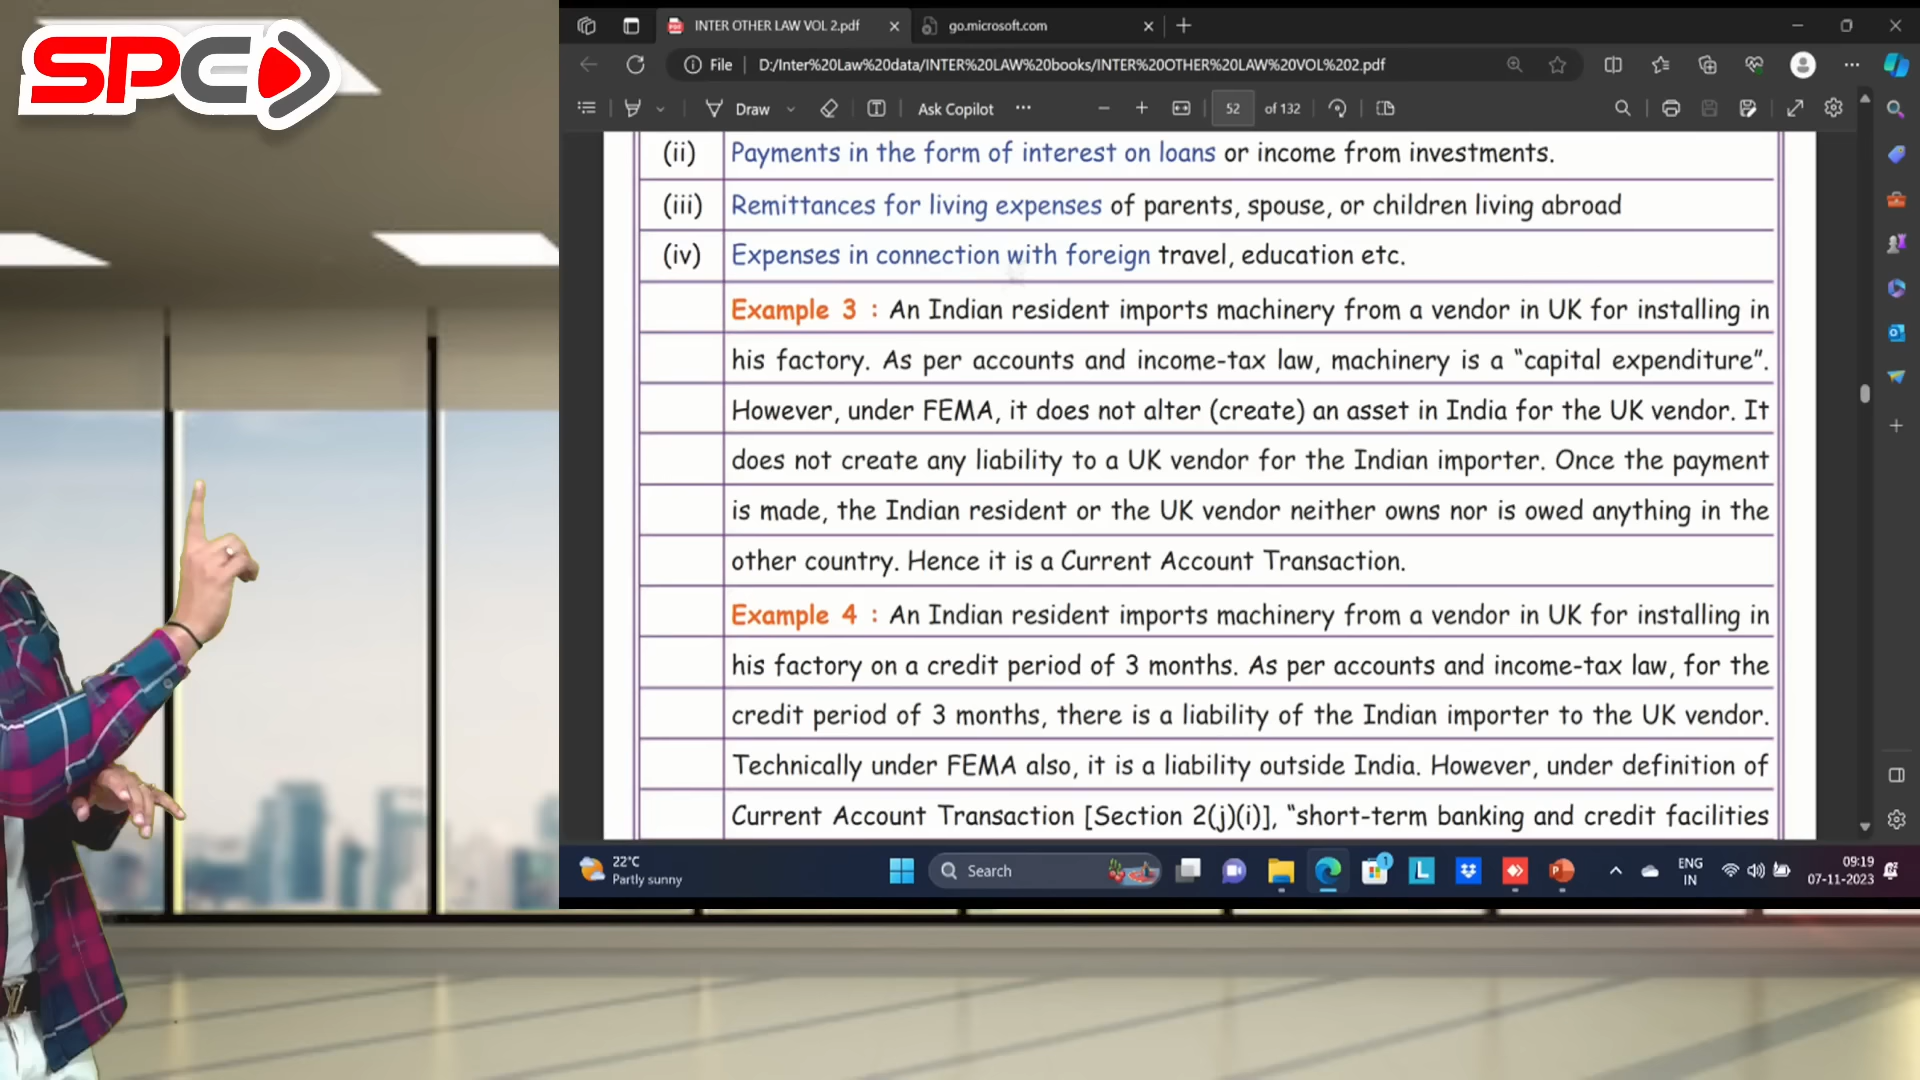 SPC
INTER OTHER LAW VOL 2.pdf
go.microsoft.com
File
D:/Inter%20Law%20data/INTER%20LAW%20books/INTER%20OTHER%20LAW%20VOL%202.pdf
Draw
Ask Copilot
52 of 132
(ii) Payments in the form of interest on loans or income from investments.
(iii) Remittances for living expenses of parents, spouse, or children living abroad
(iv) Expenses in connection with foreign travel, education etc.
Example 3 : An Indian resident imports machinery from a vendor in UK for installing in
his factory. As per accounts and income-tax law, machinery is a “capital expenditure”.
However, under FEMA, it does not alter (create) an asset in India for the UK vendor. It
does not create any liability to a UK vendor for the Indian importer. Once the payment
is made, the Indian resident or the UK vendor neither owns nor is owed anything in the
other country. Hence it is a Current Account Transaction.
Example 4 : An Indian resident imports machinery from a vendor in UK for installing in
his factory on a credit period of 3 months. As per accounts and income-tax law, for the
credit period of 3 months, there is a liability of the Indian importer to the UK vendor.
Technically under FEMA also, it is a liability outside India. However, under definition of
Current Account Transaction [Section 2(j)(i)], “short-term banking and credit facilities
22°C
Partly sunny
Search
1
L
P
ENG
IN
09:19
07-11-2023